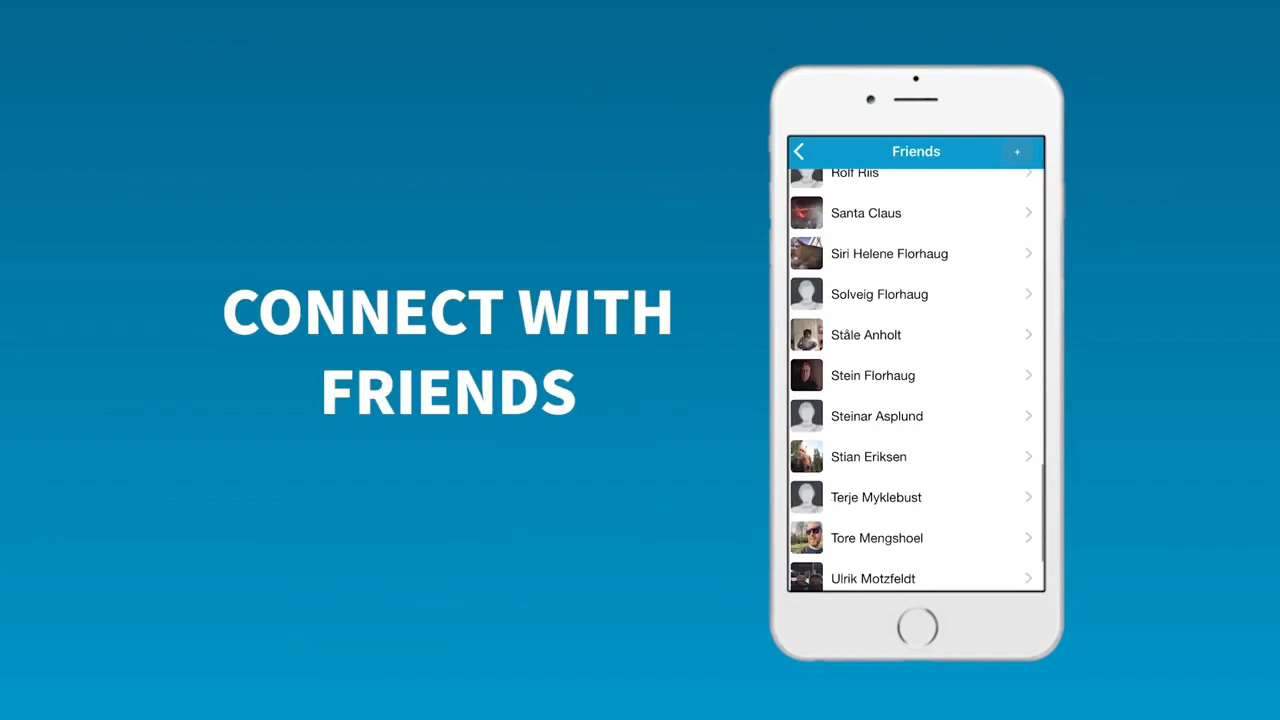 CONNECT WITH
FRIENDS
Friends
+
Rolf Riis
Santa Claus
Siri Helene Florhaug
Solveig Florhaug
Ståle Anholt
Stein Florhaug
Steinar Asplund
Stian Eriksen
Terje Myklebust
Tore Mengshoel
Ulrik Motzfeldt